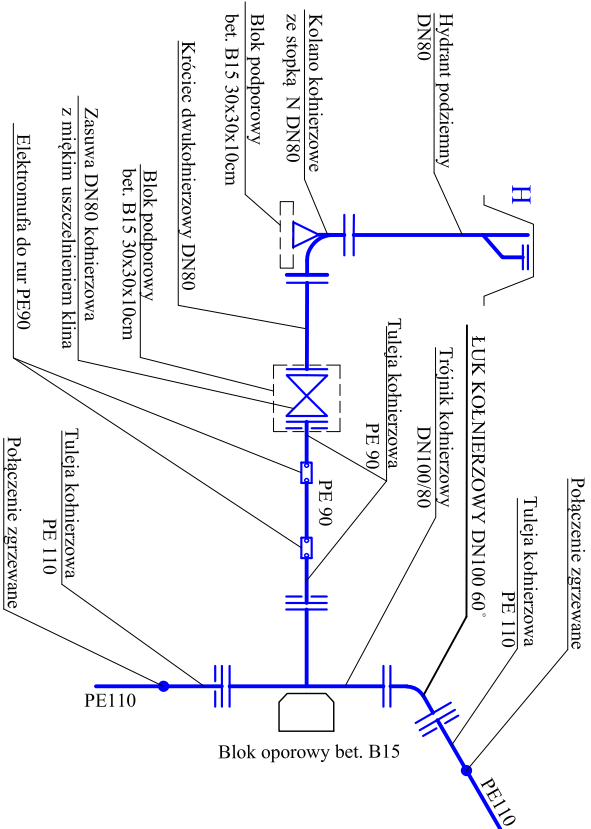 H
Hydrant podziemny
DN80
Kolano kołnierzowe
ze stopką N DN80
Blok podporowy
bet. B15 30x30x10cm
Króciec dwukołnierzowy DN80
Blok podporowy
bet. B15 30x30x10cm
Zasuwa DN80 kołnierzowa
z miękim uszczelnieniem klina
Elektromufa do rur PE90
Tuleja kołnierzowa
PE 90
PE 90
Trójnik kołnierzowy
DN100/80
ŁUK KOŁNIERZOWY DN100 60°
Tuleja kołnierzowa
PE 110
Połączenie zgrzewane
Tuleja kołnierzowa
PE 110
Połączenie zgrzewane
PE110
Blok oporowy bet. B15
PE110